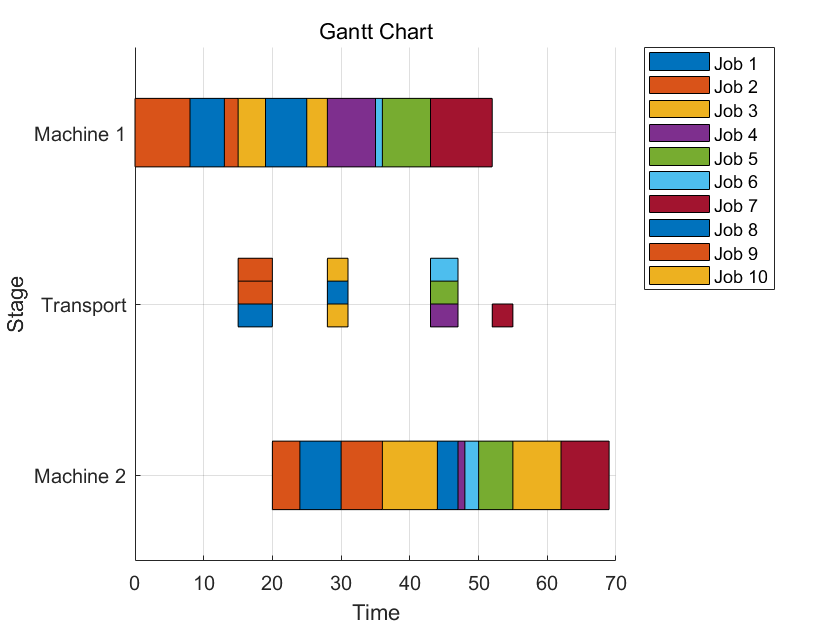 Gantt Chart
Machine 1
Transport
Machine 2
Stage
0 10 20 30 40 50 60 70
Time
Job 1
Job 2
Job 3
Job 4
Job 5
Job 6
Job 7
Job 8
Job 9
Job 10